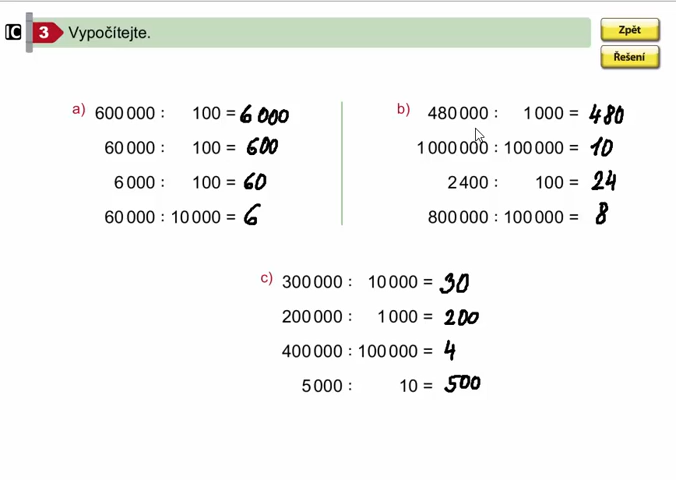 3 Vypočítejte.
Zpět
Řešení
a) 600 000 : 100 = 6 000
60 000 : 100 = 600
6 000 : 100 = 60
60 000 : 10 000 = 6
b) 480 000 : 1 000 = 480
1 000 000 : 100 000 = 10
2 400 : 100 = 24
800 000 : 100 000 = 8
c) 300 000 : 10 000 = 30
200 000 : 1 000 = 200
400 000 : 100 000 = 4
5 000 : 10 = 500